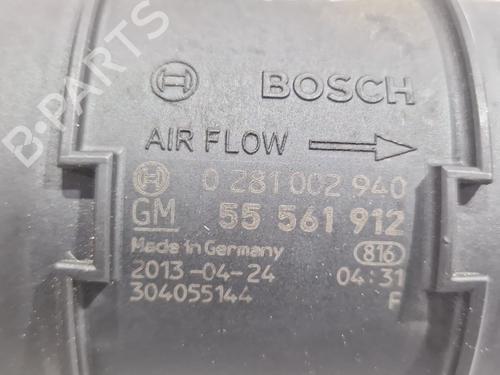 BOSCH
AIR FLOW
0 281 002 940
GM 55 561 912
Made in Germany 816
2013-04-24 04:31
304055144 F
B-PARTS